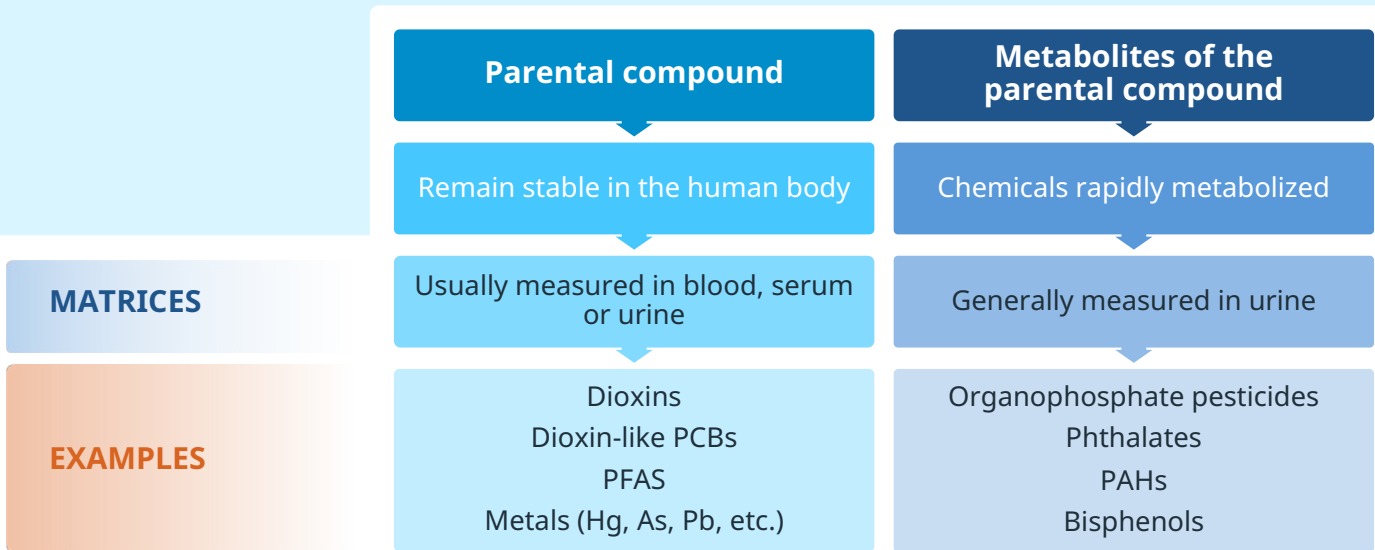 Parental compound
Metabolites of the
parental compound
Remain stable in the human body
Chemicals rapidly metabolized
MATRICES
Usually measured in blood, serum
or urine
Generally measured in urine
EXAMPLES
Dioxins
Dioxin-like PCBs
PFAS
Metals (Hg, As, Pb, etc.)
Organophosphate pesticides
Phthalates
PAHs
Bisphenols